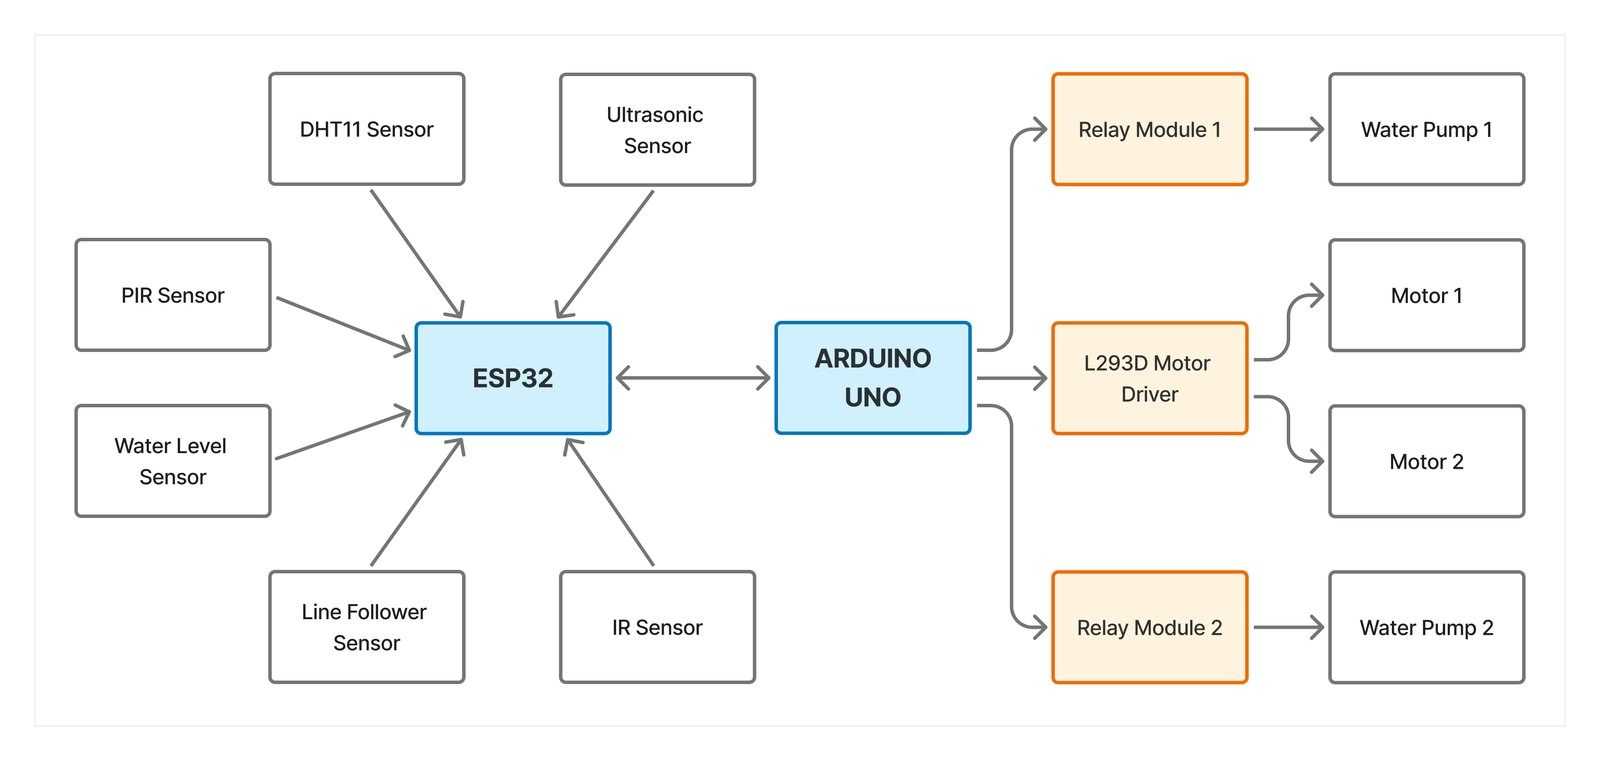 DHT11 Sensor
Ultrasonic
Sensor
Relay Module 1
Water Pump 1
PIR Sensor
Motor 1
ESP32
ARDUINO
UNO
L293D Motor
Driver
Water Level
Sensor
Motor 2
Line Follower
Sensor
IR Sensor
Relay Module 2
Water Pump 2